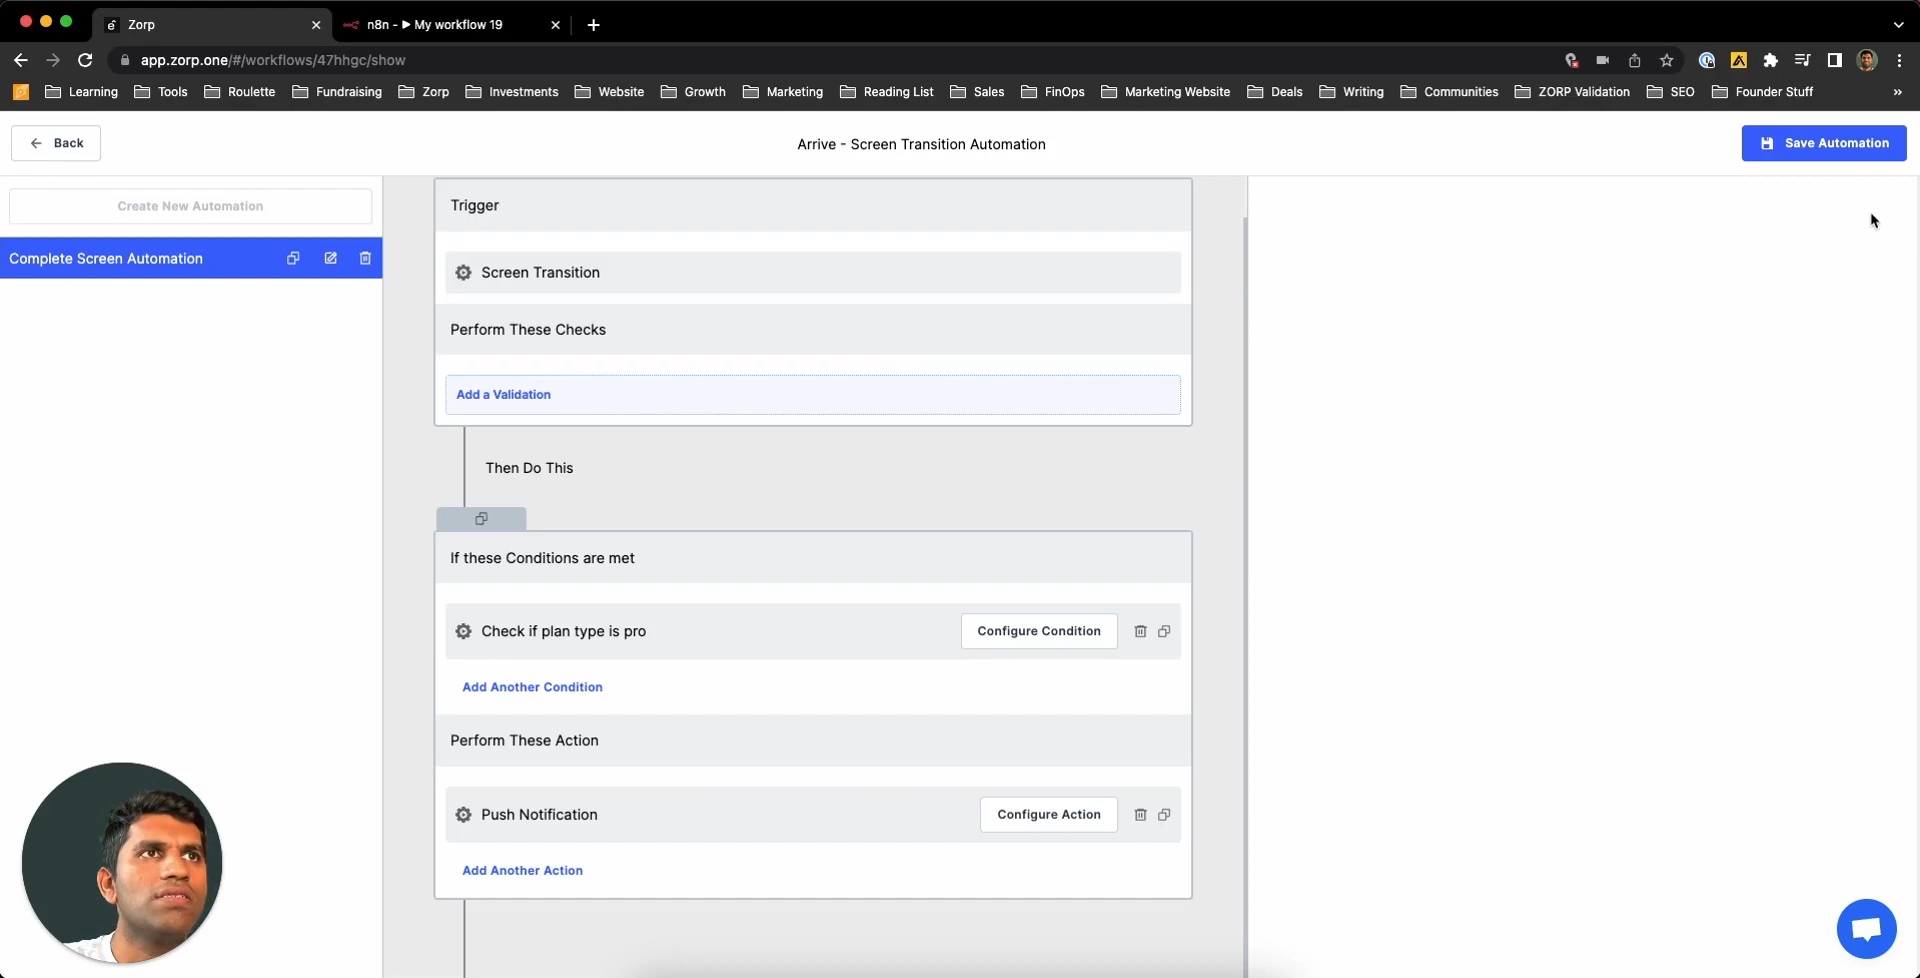 Zorp
n8n - ▶ My workflow 19
app.zorp.one/#/workflows/47hhgc/show
Learning Tools Roulette Fundraising Zorp Investments Website Growth Marketing Reading List Sales FinOps Marketing Website Deals Writing Communities ZORP Validation SEO Founder Stuff »
Back
Arrive - Screen Transition Automation
Save Automation
Create New Automation
Complete Screen Automation
Trigger
Screen Transition
Perform These Checks
Add a Validation
Then Do This
If these Conditions are met
Check if plan type is pro
Configure Condition
Add Another Condition
Perform These Action
Push Notification
Configure Action
Add Another Action